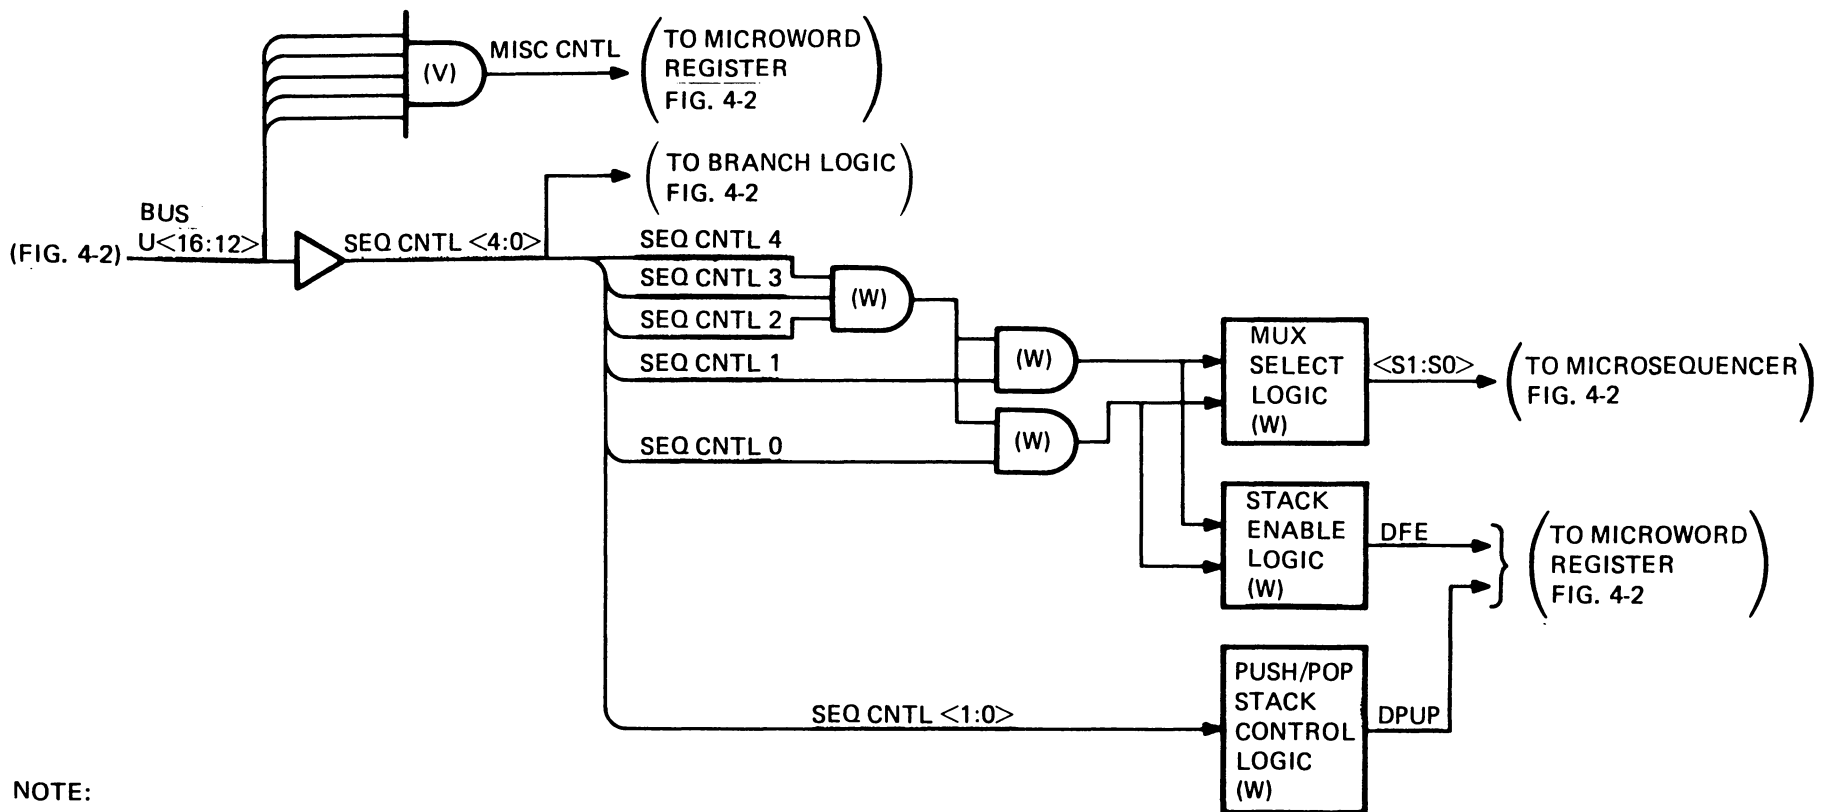 (V)
MISC CNTL
TO MICROWORD
REGISTER
FIG. 4-2
TO BRANCH LOGIC
FIG. 4-2
BUS
(FIG. 4-2)
U<16:12>
SEQ CNTL <4:0>
SEQ CNTL 4
SEQ CNTL 3
SEQ CNTL 2
SEQ CNTL 1
SEQ CNTL 0
(W)
(W)
(W)
MUX
SELECT
LOGIC
(W)
<S1:S0>
TO MICROSEQUENCER
FIG. 4-2
STACK
ENABLE
LOGIC
(W)
DFE
TO MICROWORD
REGISTER
FIG. 4-2
SEQ CNTL <1:0>
PUSH/POP
STACK
CONTROL
LOGIC
(W)
DPUP
NOTE: